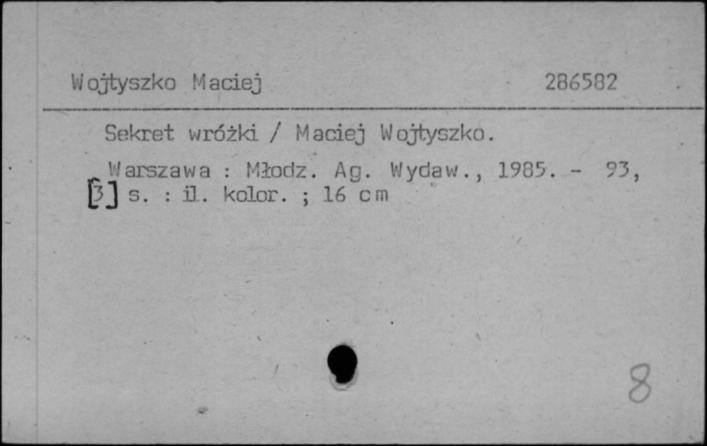 Wojtyszko Maciej 286582
Sekret wróżki / Maciej Wojtyszko.
Warszawa : Młodz. Ag. Wydaw., 1985. - 93,
[3] s. : il. kolor. ; 16 cm
8